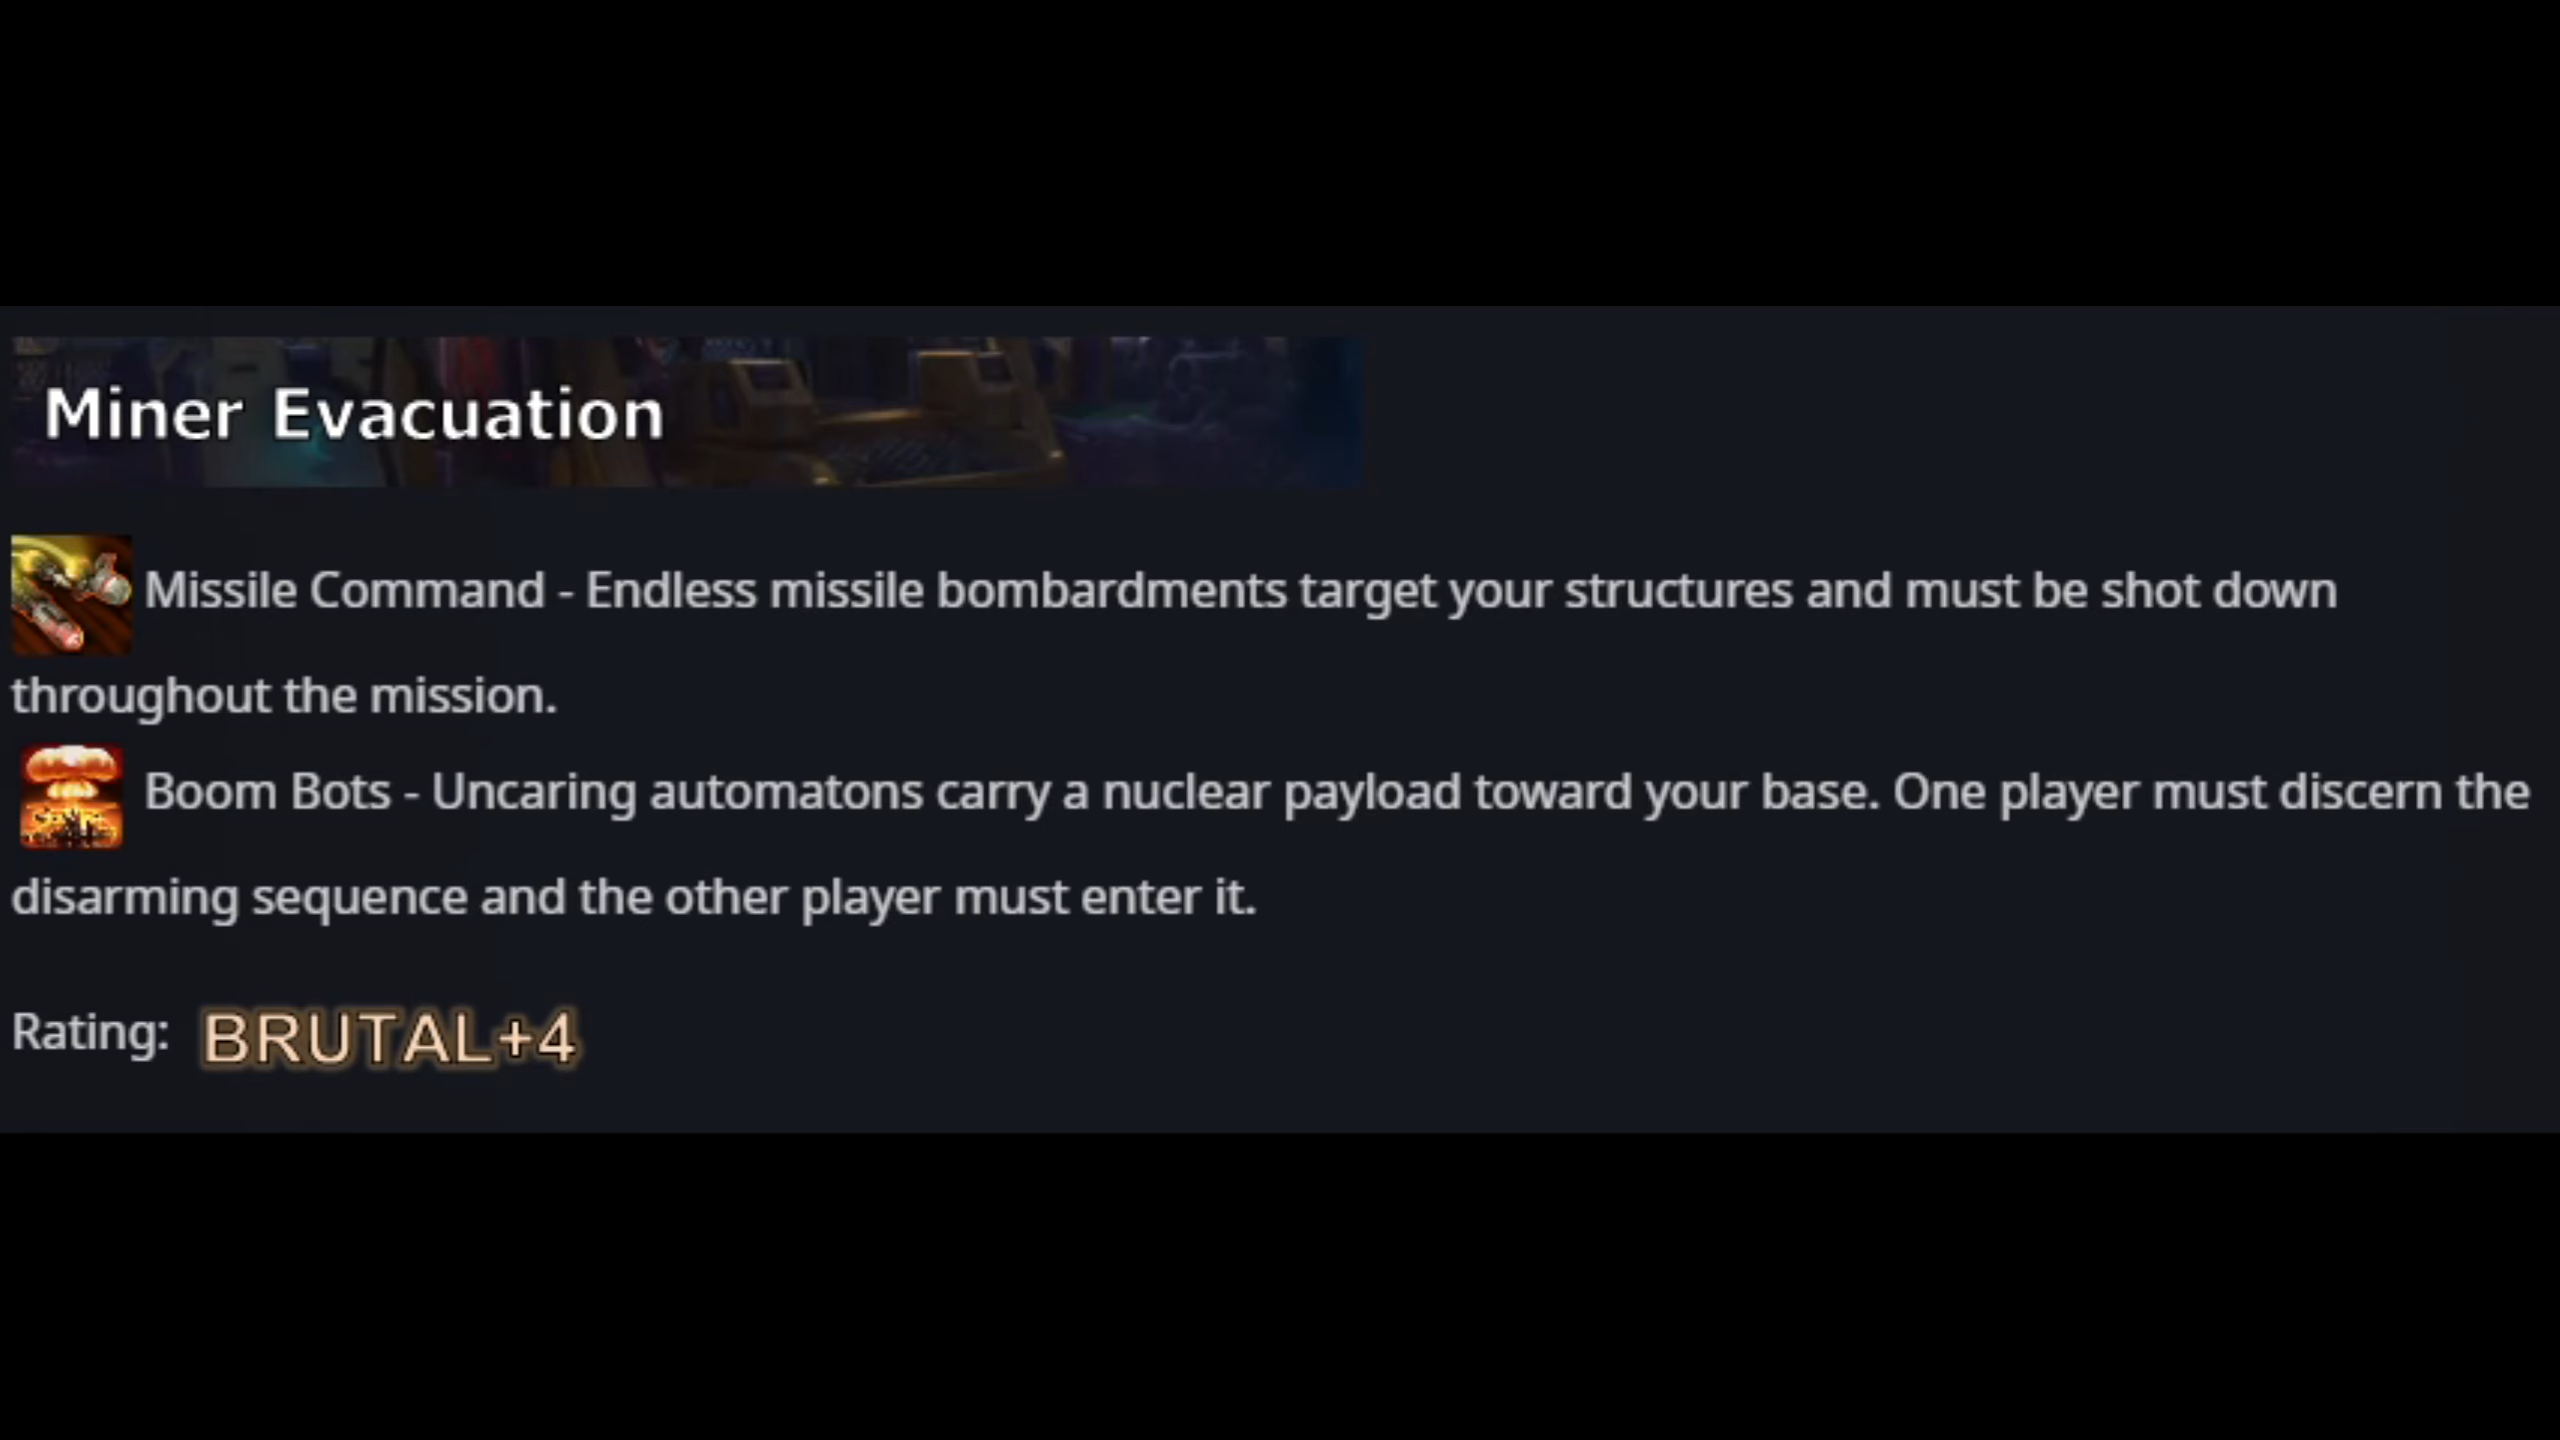 Miner Evacuation
Missile Command - Endless missile bombardments target your structures and must be shot down
throughout the mission.
Boom Bots - Uncaring automatons carry a nuclear payload toward your base. One player must discern the
disarming sequence and the other player must enter it.
Rating: BRUTAL+4